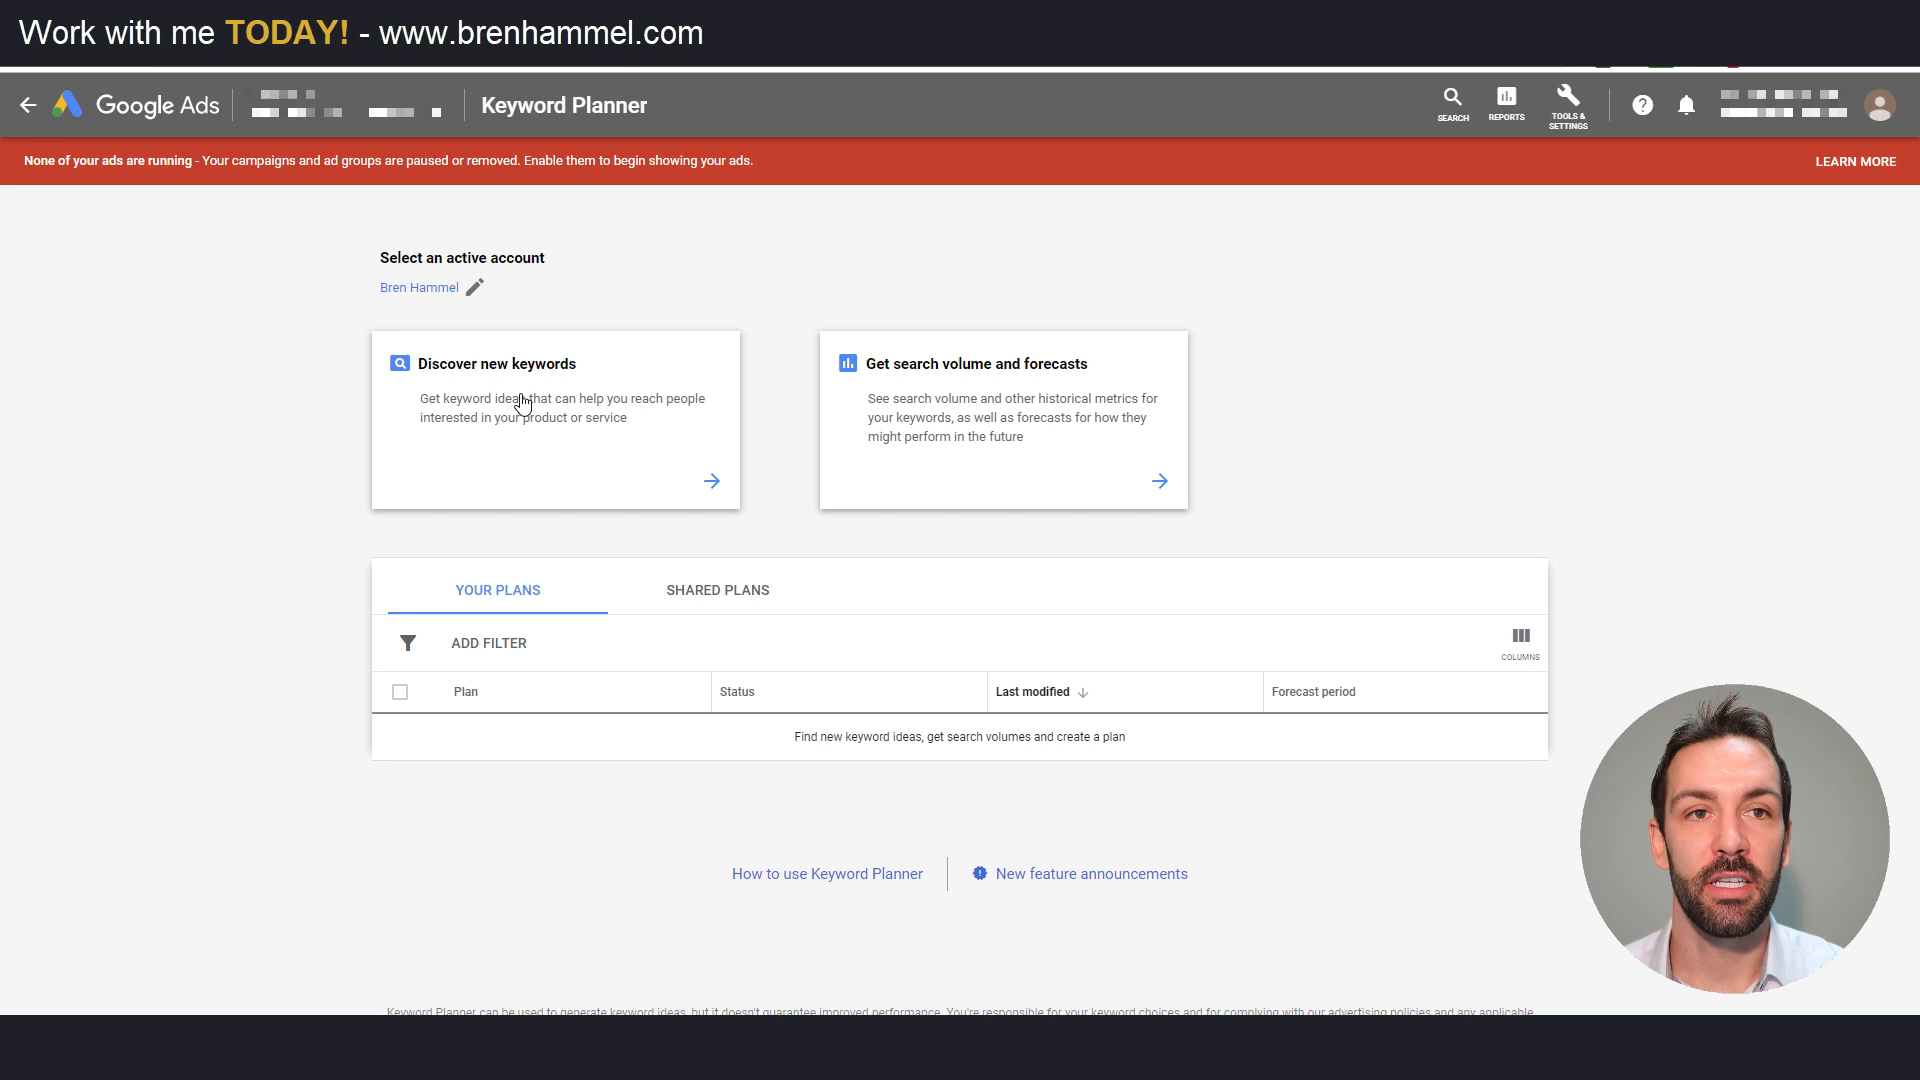 Work with me TODAY! - www.brenhammel.com
Google Ads
Keyword Planner
SEARCH
REPORTS
TOOLS & SETTINGS
None of your ads are running - Your campaigns and ad groups are paused or removed. Enable them to begin showing your ads.
LEARN MORE
Select an active account
Bren Hammel
Discover new keywords
Get keyword ideas that can help you reach people
interested in your product or service
Get search volume and forecasts
See search volume and other historical metrics for
your keywords, as well as forecasts for how they
might perform in the future
YOUR PLANS
SHARED PLANS
ADD FILTER
COLUMNS
Plan
Status
Last modified
Forecast period
Find new keyword ideas, get search volumes and create a plan
How to use Keyword Planner
New feature announcements
Keyword Planner can be used to generate keyword ideas, but it doesn't guarantee improved performance. You're responsible for your keyword choices and for complying with our advertising policies and any applicable